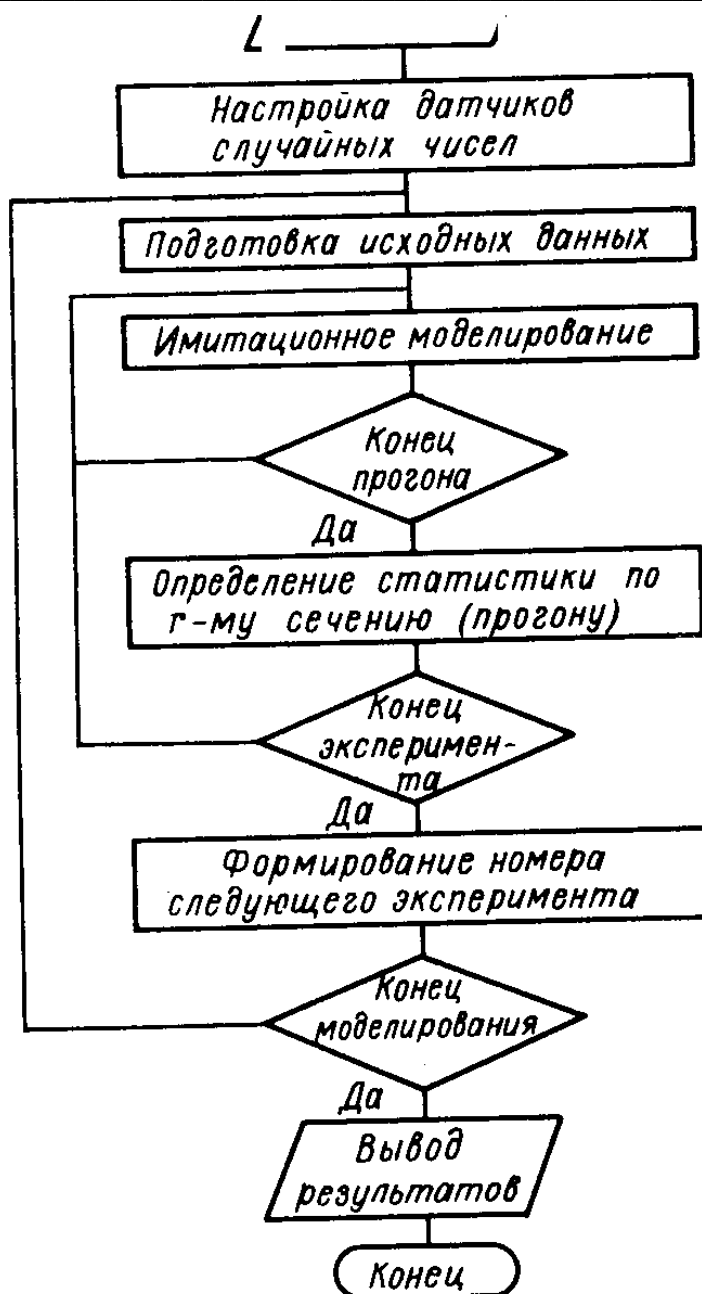 Настройка датчиков
случайных чисел
Подготовка исходных данных
Имитационное моделирование
Конец
прогона
Да
Определение статистики по
r-му сечению (прогону)
Конец
эксперимен-
та
Да
Формирование номера
следующего эксперимента
Конец
моделирования
Да
Вывод
результатов
Конец